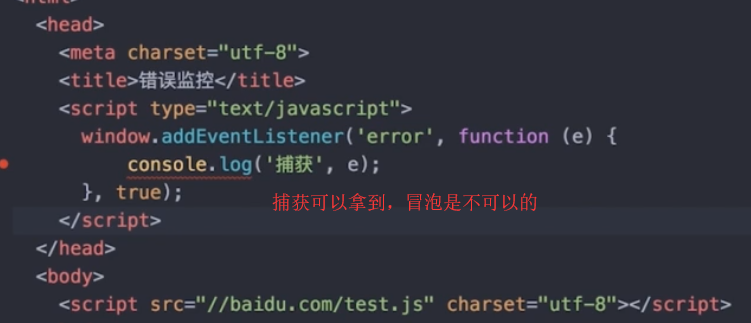 <html>
<head>
<meta charset="utf-8">
<title>错误监控</title>
<script type="text/javascript">
window.addEventListener('error', function (e) {
console.log('捕获', e);
}, true);
捕获可以拿到，冒泡是不可以的
</script>
</head>
<body>
<script src="//baidu.com/test.js" charset="utf-8"></script>